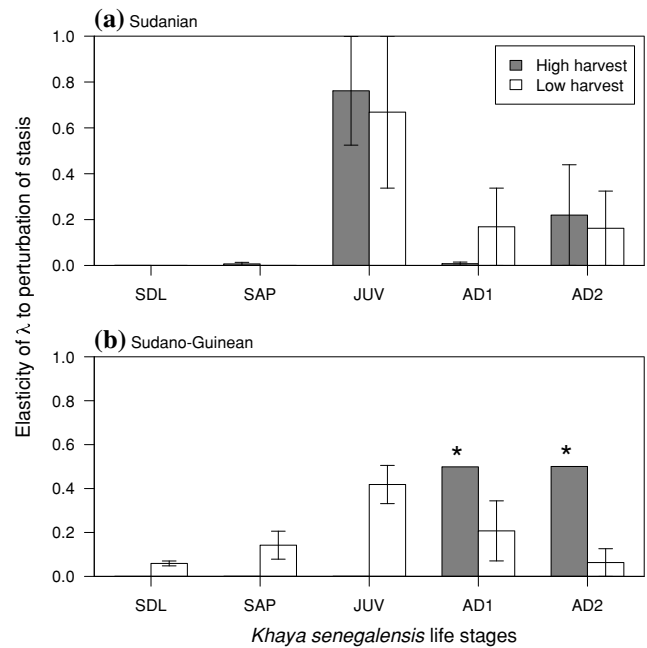 (a) Sudanian
1.0
0.8
0.6
0.4
0.2
0.0
High harvest
Low harvest
SDL SAP JUV AD1 AD2
Elasticity of λ to perturbation of stasis
(b) Sudano-Guinean
1.0
0.8
0.6
0.4
0.2
0.0
* *
SDL SAP JUV AD1 AD2
Khaya senegalensis life stages